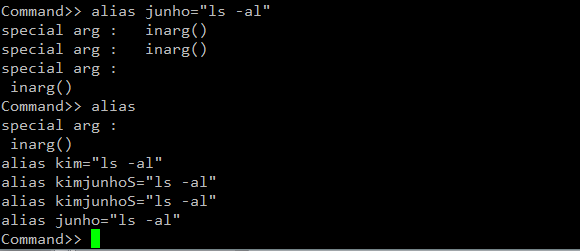 Command>> alias junho="ls -al"
special arg :   inarg()
special arg :   inarg()
special arg :
 inarg()
Command>> alias
special arg :
 inarg()
alias kim="ls -al"
alias kimjunhoS="ls -al"
alias kimjunhoS="ls -al"
alias junho="ls -al"
Command>>